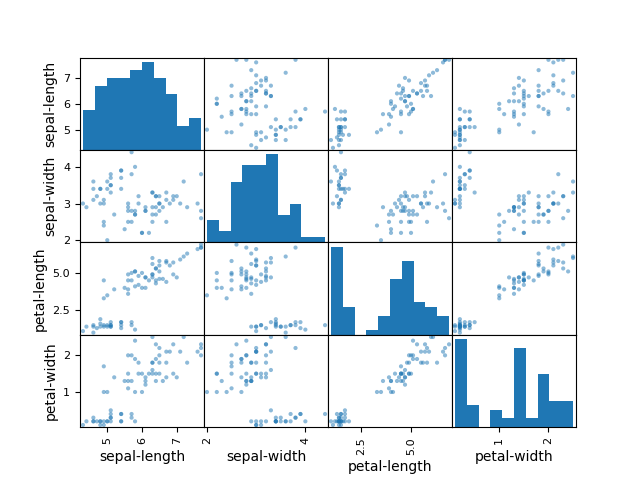 sepal-length
7
6
5
sepal-width
4
3
2
petal-length
5.0
2.5
petal-width
2
1
5 6 7 2 4 2.5 5.0 1 2
sepal-length sepal-width petal-length petal-width